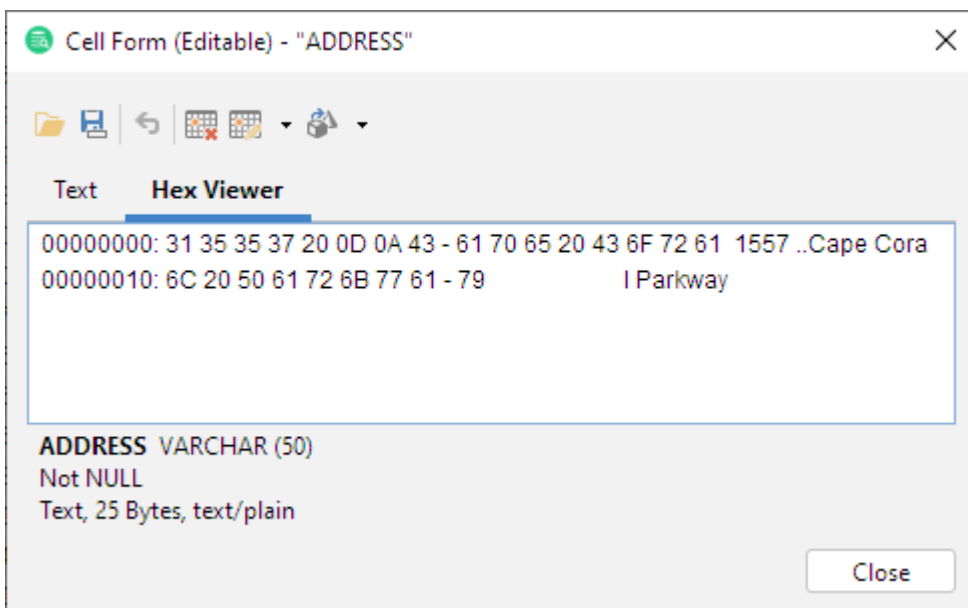 Cell Form (Editable) - "ADDRESS"
Text Hex Viewer
00000000: 31 35 35 37 20 0D 0A 43 - 61 70 65 20 43 6F 72 61 1557 ..Cape Cora
00000010: 6C 20 50 61 72 6B 77 61 - 79 l Parkway
ADDRESS VARCHAR (50)
Not NULL
Text, 25 Bytes, text/plain
Close